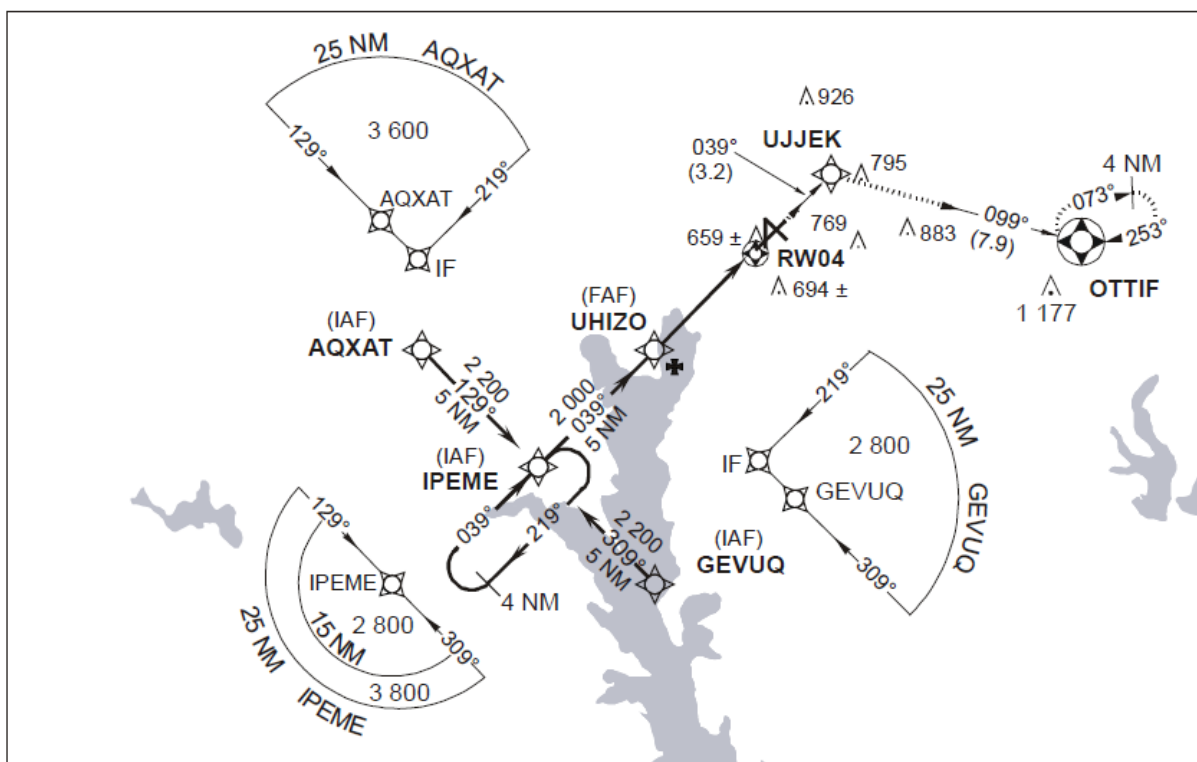 25 NM AQXAT
3 600
129°
219°
AQXAT
IF
926
UJJEK
039°
(3.2)
795
4 NM
073°
253°
099°
(7.9)
883
769
659 ±
RW04
694 ±
OTTIF
1 177
(FAF)
UHIZO
(IAF)
AQXAT
2 200
129°
5 NM
2 000
039°
5 NM
(IAF)
IPEME
039°
219°
4 NM
2 200
309°
5 NM
(IAF)
GEVUQ
219°
25 NM
2 800
IF
GEVUQ
GEVUQ
309°
129°
IPEME
2 800
15 NM
309°
25 NM
3 800
IPEME